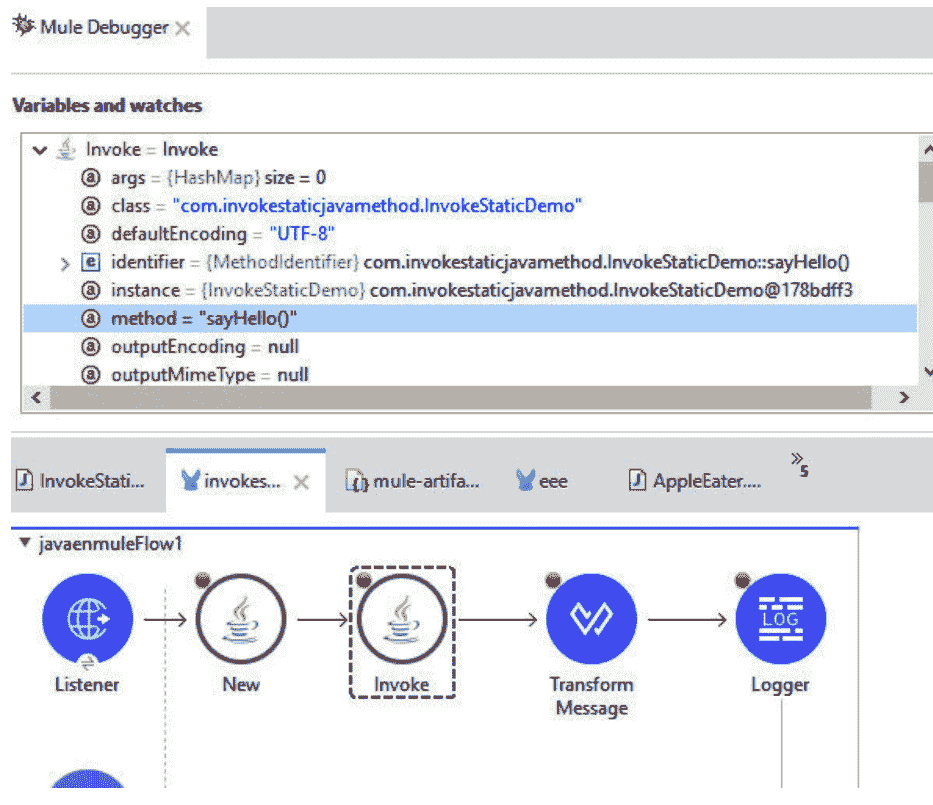 Mule Debugger
Variables and watches
Invoke = Invoke
args = {HashMap} size = 0
class = "com.invokestaticjavamethod.InvokeStaticDemo"
defaultEncoding = "UTF-8"
identifier = {MethodIdentifier} com.invokestaticjavamethod.InvokeStaticDemo::sayHello()
instance = {InvokeStaticDemo} com.invokestaticjavamethod.InvokeStaticDemo@178bdff3
method = "sayHello()"
outputEncoding = null
outputMimeType = null
InvokeStati... invokes... mule-artifa... eee AppleEater.... »5
javaenmuleFlow1
LOG
Listener New Invoke Transform Message Logger